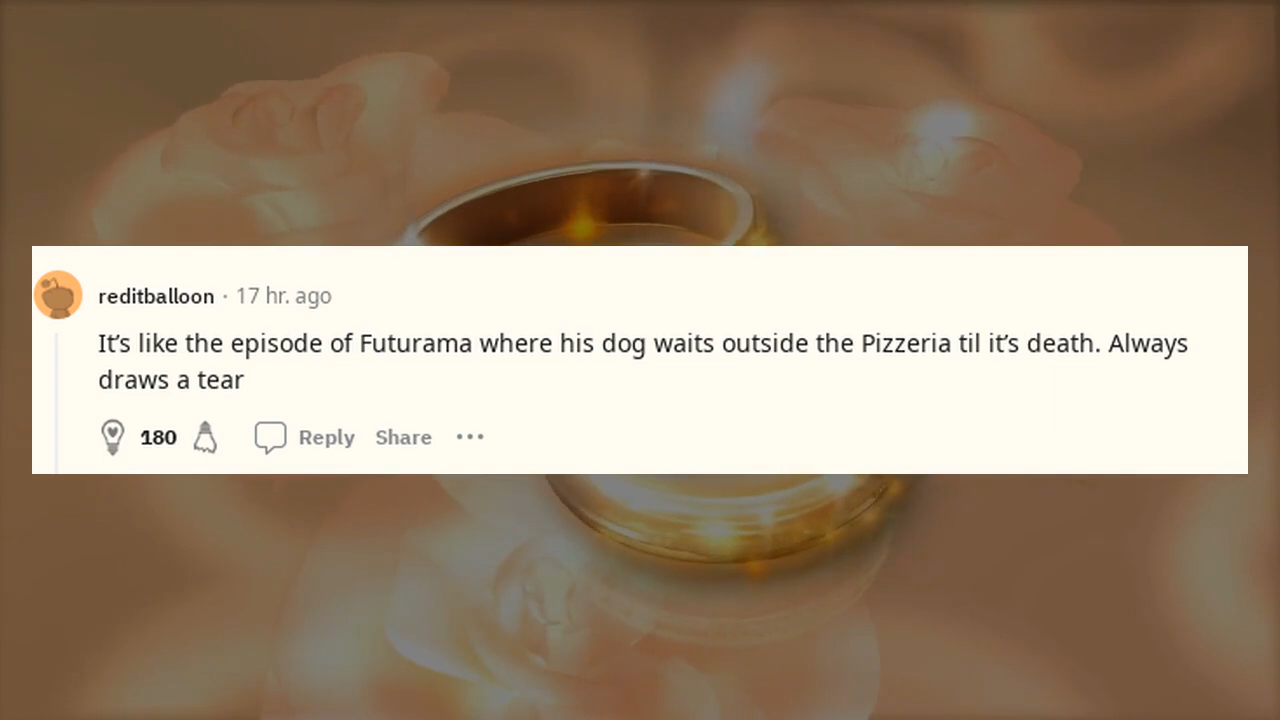 reditballoon · 17 hr. ago
It’s like the episode of Futurama where his dog waits outside the Pizzeria til it’s death. Always
draws a tear
180 Reply Share ···